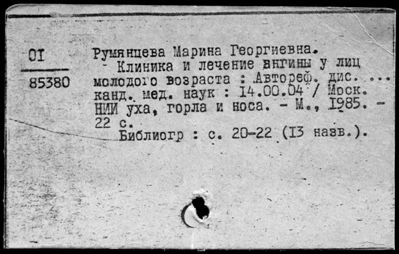 01
85380
Румянцева Марина Георгиевна.
Клиника и лечение ангины у лиц
молодого возраста : Автореф. дис. ...
канд. мед. наук : 14.00.04 / Моск.
НИИ уха, горла и носа. - М., 1985. -
22 с.
Библиогр : с. 20-22 (13 назв.).